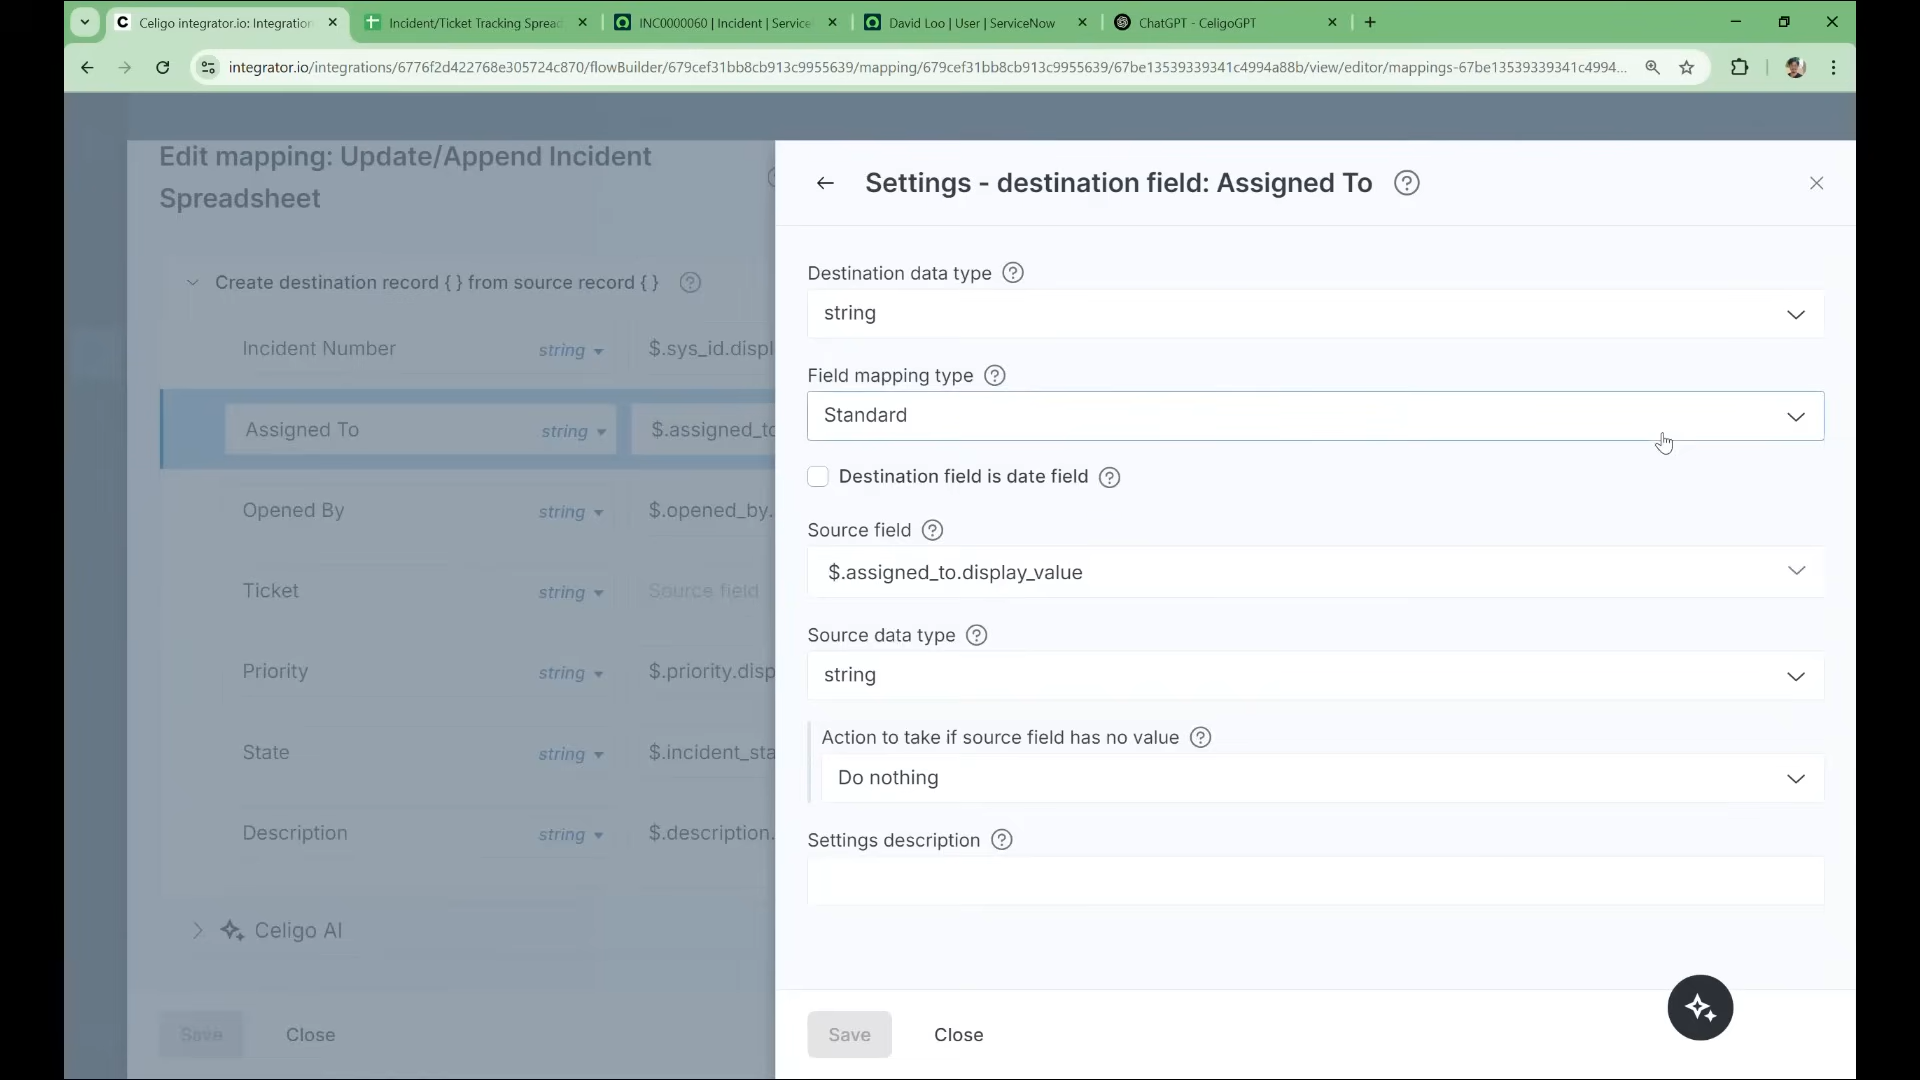 Celigo integrator.io: Integration
Incident/Ticket Tracking Spread
INC0000060 | Incident | Service
David Loo | User | ServiceNow
ChatGPT - CeligoGPT
integrator.io/integrations/6776f2d422768e305724c870/flowBuilder/679cef31bb8cb913c9955639/mapping/679cef31bb8cb913c9955639/67be13539339341c4994a88b/view/editor/mappings-67be13539339341c4994...
Edit mapping: Update/Append Incident
Spreadsheet
Create destination record { } from source record { }
Incident Number string $.sys_id.displ
Assigned To string $.assigned_to
Opened By string $.opened_by.
Ticket string Source field
Priority string $.priority.disp
State string $.incident_sta
Description string $.description.
Celigo AI
Save Close
Settings - destination field: Assigned To
Destination data type
string
Field mapping type
Standard
Destination field is date field
Source field
$.assigned_to.display_value
Source data type
string
Action to take if source field has no value
Do nothing
Settings description
Save Close